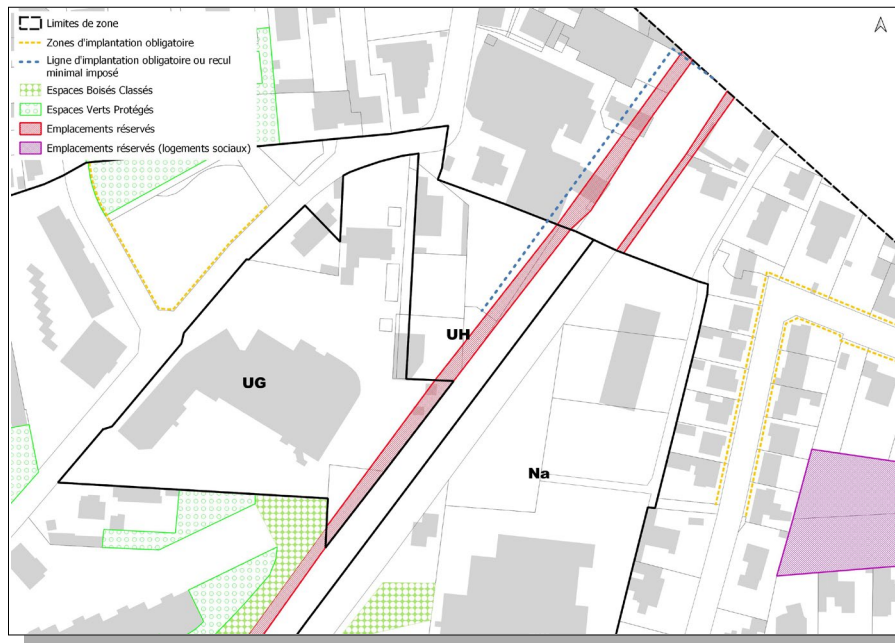 Limites de zone
Zones d'implantation obligatoire
Ligne d'implantation obligatoire ou recul
minimal imposé
Espaces Boisés Classés
Espaces Verts Protégés
Emplacements réservés
Emplacements réservés (logements sociaux)
UH
UG
Na